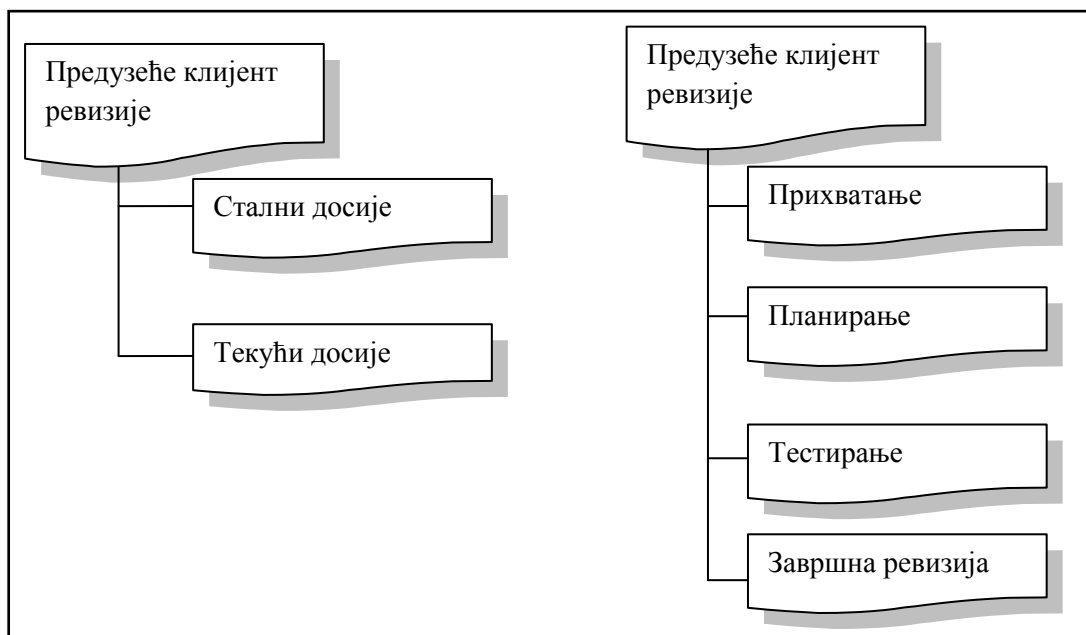 Предузеће клијент
ревизије
Стални досије
Текући досије
Предузеће клијент
ревизије
Прихватање
Планирање
Тестирање
Завршна ревизија